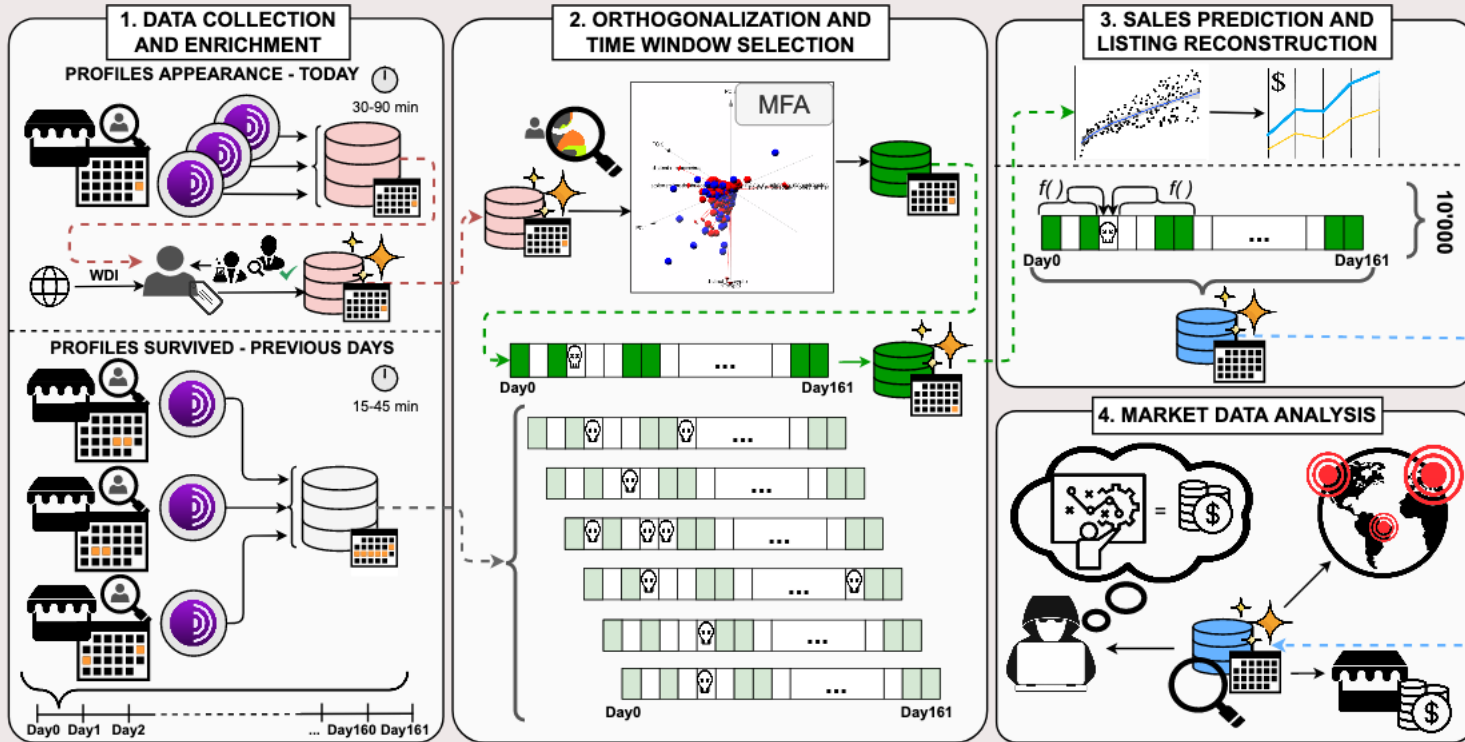 1. DATA COLLECTION
AND ENRICHMENT
PROFILES APPEARANCE - TODAY
30-90 min
WDI
PROFILES SURVIVED - PREVIOUS DAYS
15-45 min
Day0
Day1
Day2
...
Day160
Day161
2. ORTHOGONALIZATION AND
TIME WINDOW SELECTION
MFA
...
Day0
Day161
...
...
...
...
...
...
Day0
Day161
3. SALES PREDICTION AND
LISTING RECONSTRUCTION
$
f( )
f( )
...
Day0
Day161
10'000
4. MARKET DATA ANALYSIS
=
$
$